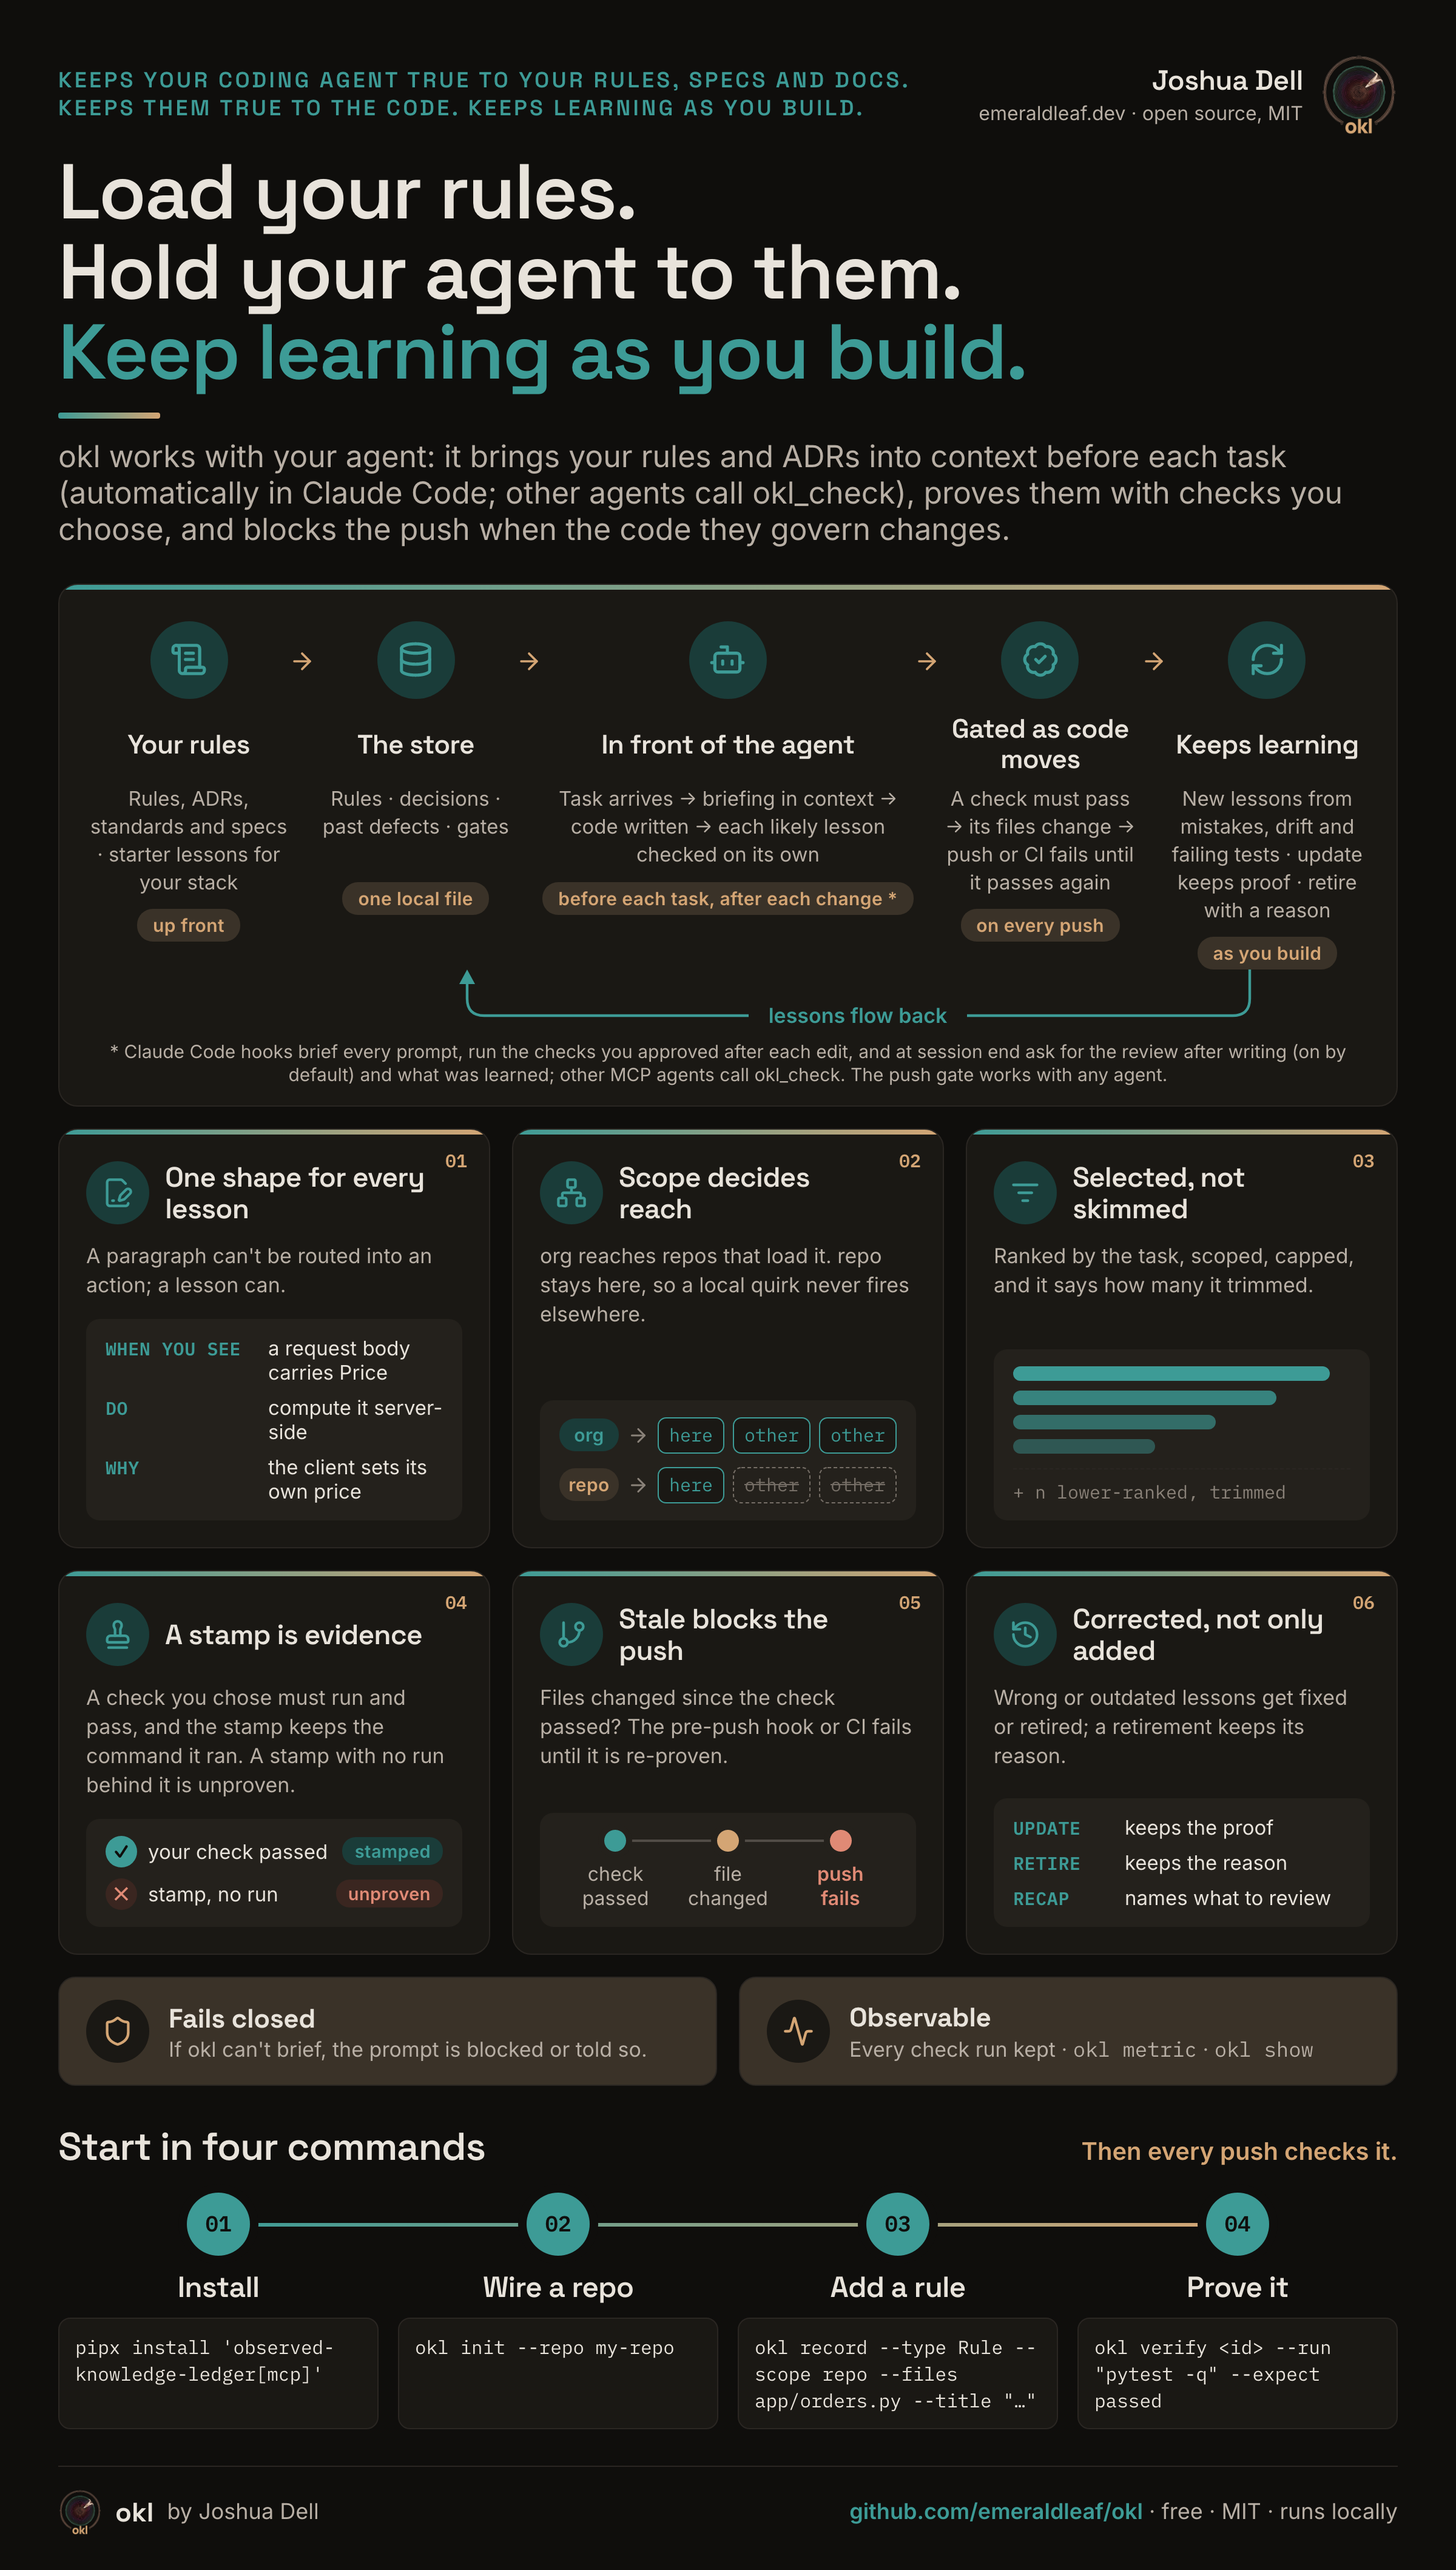 KEEPS YOUR CODING AGENT TRUE TO YOUR RULES, SPECS AND DOCS.
KEEPS THEM TRUE TO THE CODE. KEEPS LEARNING AS YOU BUILD.
Joshua Dell
emeraldleaf.dev · open source, MIT
okl
Load your rules.
Hold your agent to them.
Keep learning as you build.
okl works with your agent: it brings your rules and ADRs into context before each task
(automatically in Claude Code; other agents call okl_check), proves them with checks you
choose, and blocks the push when the code they govern changes.
→ → → →
Your rules
Rules, ADRs,
standards and specs
· starter lessons for
your stack
up front
The store
Rules · decisions ·
past defects · gates
one local file
In front of the agent
Task arrives → briefing in context →
code written → each likely lesson
checked on its own
before each task, after each change *
Gated as code
moves
A check must pass
→ its files change →
push or CI fails until
it passes again
on every push
Keeps learning
New lessons from
mistakes, drift and
failing tests · update
keeps proof · retire
with a reason
as you build
lessons flow back
* Claude Code hooks brief every prompt, run the checks you approved after each edit, and at session end ask for the review after writing (on by
default) and what was learned; other MCP agents call okl_check. The push gate works with any agent.
01
One shape for every
lesson
A paragraph can't be routed into an
action; a lesson can.
WHEN YOU SEE a request body
carries Price
DO compute it server-
side
WHY the client sets its
own price
02
Scope decides
reach
org reaches repos that load it. repo
stays here, so a local quirk never fires
elsewhere.
org → here other other
repo → here other other
03
Selected, not
skimmed
Ranked by the task, scoped, capped,
and it says how many it trimmed.
+ n lower-ranked, trimmed
04
A stamp is evidence
A check you chose must run and
pass, and the stamp keeps the
command it ran. A stamp with no run
behind it is unproven.
your check passed stamped
stamp, no run unproven
05
Stale blocks the
push
Files changed since the check
passed? The pre-push hook or CI fails
until it is re-proven.
check
passed
file
changed
push
fails
06
Corrected, not only
added
Wrong or outdated lessons get fixed
or retired; a retirement keeps its
reason.
UPDATE keeps the proof
RETIRE keeps the reason
RECAP names what to review
Fails closed
If okl can't brief, the prompt is blocked or told so.
Observable
Every check run kept · okl metric · okl show
Start in four commands
Then every push checks it.
01
Install
pipx install 'observed-
knowledge-ledger[mcp]'
02
Wire a repo
okl init --repo my-repo
03
Add a rule
okl record --type Rule --
scope repo --files
app/orders.py --title "…"
04
Prove it
okl verify <id> --run
"pytest -q" --expect
passed
okl
okl by Joshua Dell
github.com/emeraldleaf/okl · free · MIT · runs locally